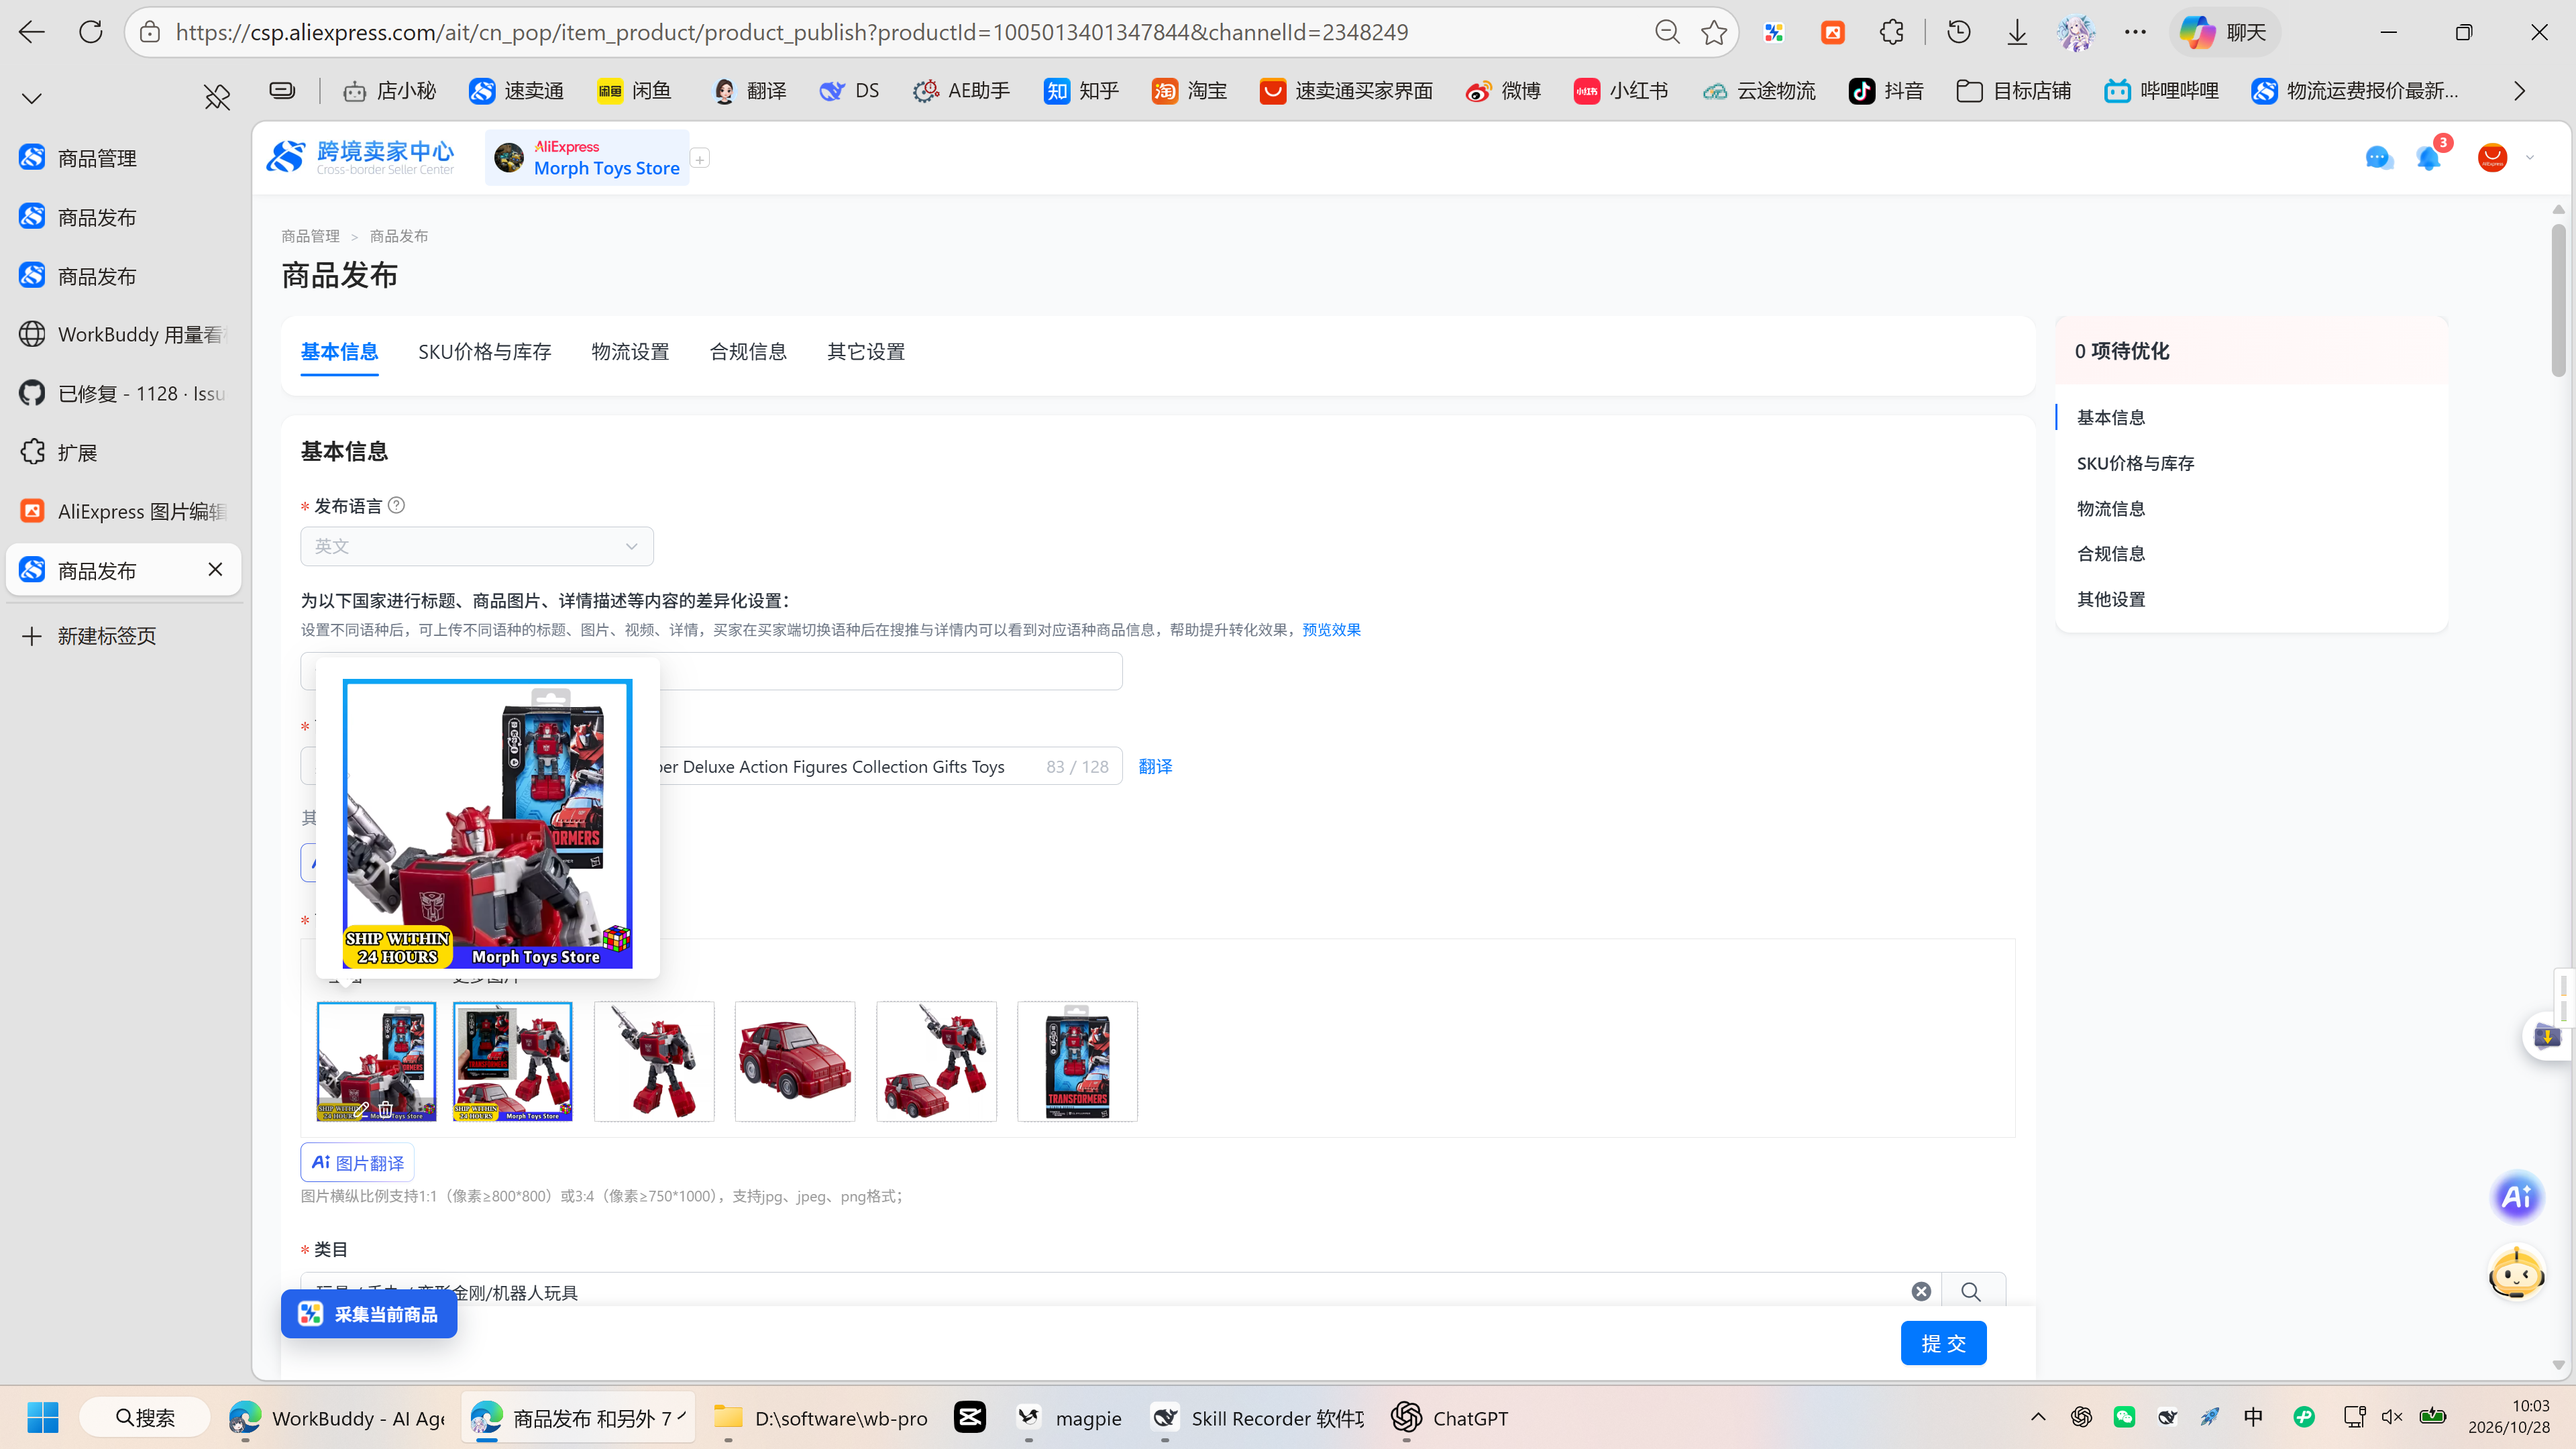 https://csp.aliexpress.com/ait/cn_pop/item_product/product_publish?productId=1005013401347844&channelId=2348249
聊天
店小秘
速卖通
闲鱼
翻译
DS
AE助手
知乎
淘宝
速卖通买家界面
微博
小红书
云途物流
抖音
目标店铺
哔哩哔哩
物流运费报价最新...
商品管理
商品发布
商品发布
WorkBuddy 用量看
已修复 - 1128 · Issu
扩展
AliExpress 图片编辑
商品发布
新建标签页
跨境卖家中心
Cross-border Seller Center
AliExpress
Morph Toys Store
3
商品管理 > 商品发布
商品发布
基本信息
SKU价格与库存
物流设置
合规信息
其它设置
0 项待优化
基本信息
SKU价格与库存
物流信息
合规信息
其他设置
基本信息
* 发布语言
英文
为以下国家进行标题、商品图片、详情描述等内容的差异化设置：
设置不同语种后，可上传不同语种的标题、图片、视频、详情，买家在买家端切换语种后在搜推与详情内可以看到对应语种商品信息，帮助提升转化效果，预览效果
per Deluxe Action Figures Collection Gifts Toys
83 / 128
翻译
其
SHIP WITHIN
24 HOURS
Morph Toys Store
更多图片
TRANSFORMERS
Ai 图片翻译
图片横纵比例支持1:1（像素≥800*800）或3:4（像素≥750*1000），支持jpg、jpeg、png格式；
* 类目
金刚/机器人玩具
采集当前商品
提 交
Ai
搜索
WorkBuddy - AI Age
商品发布 和另外 7
D:\software\wb-pro
magpie
Skill Recorder 软件
ChatGPT
中
10:03
2026/10/28